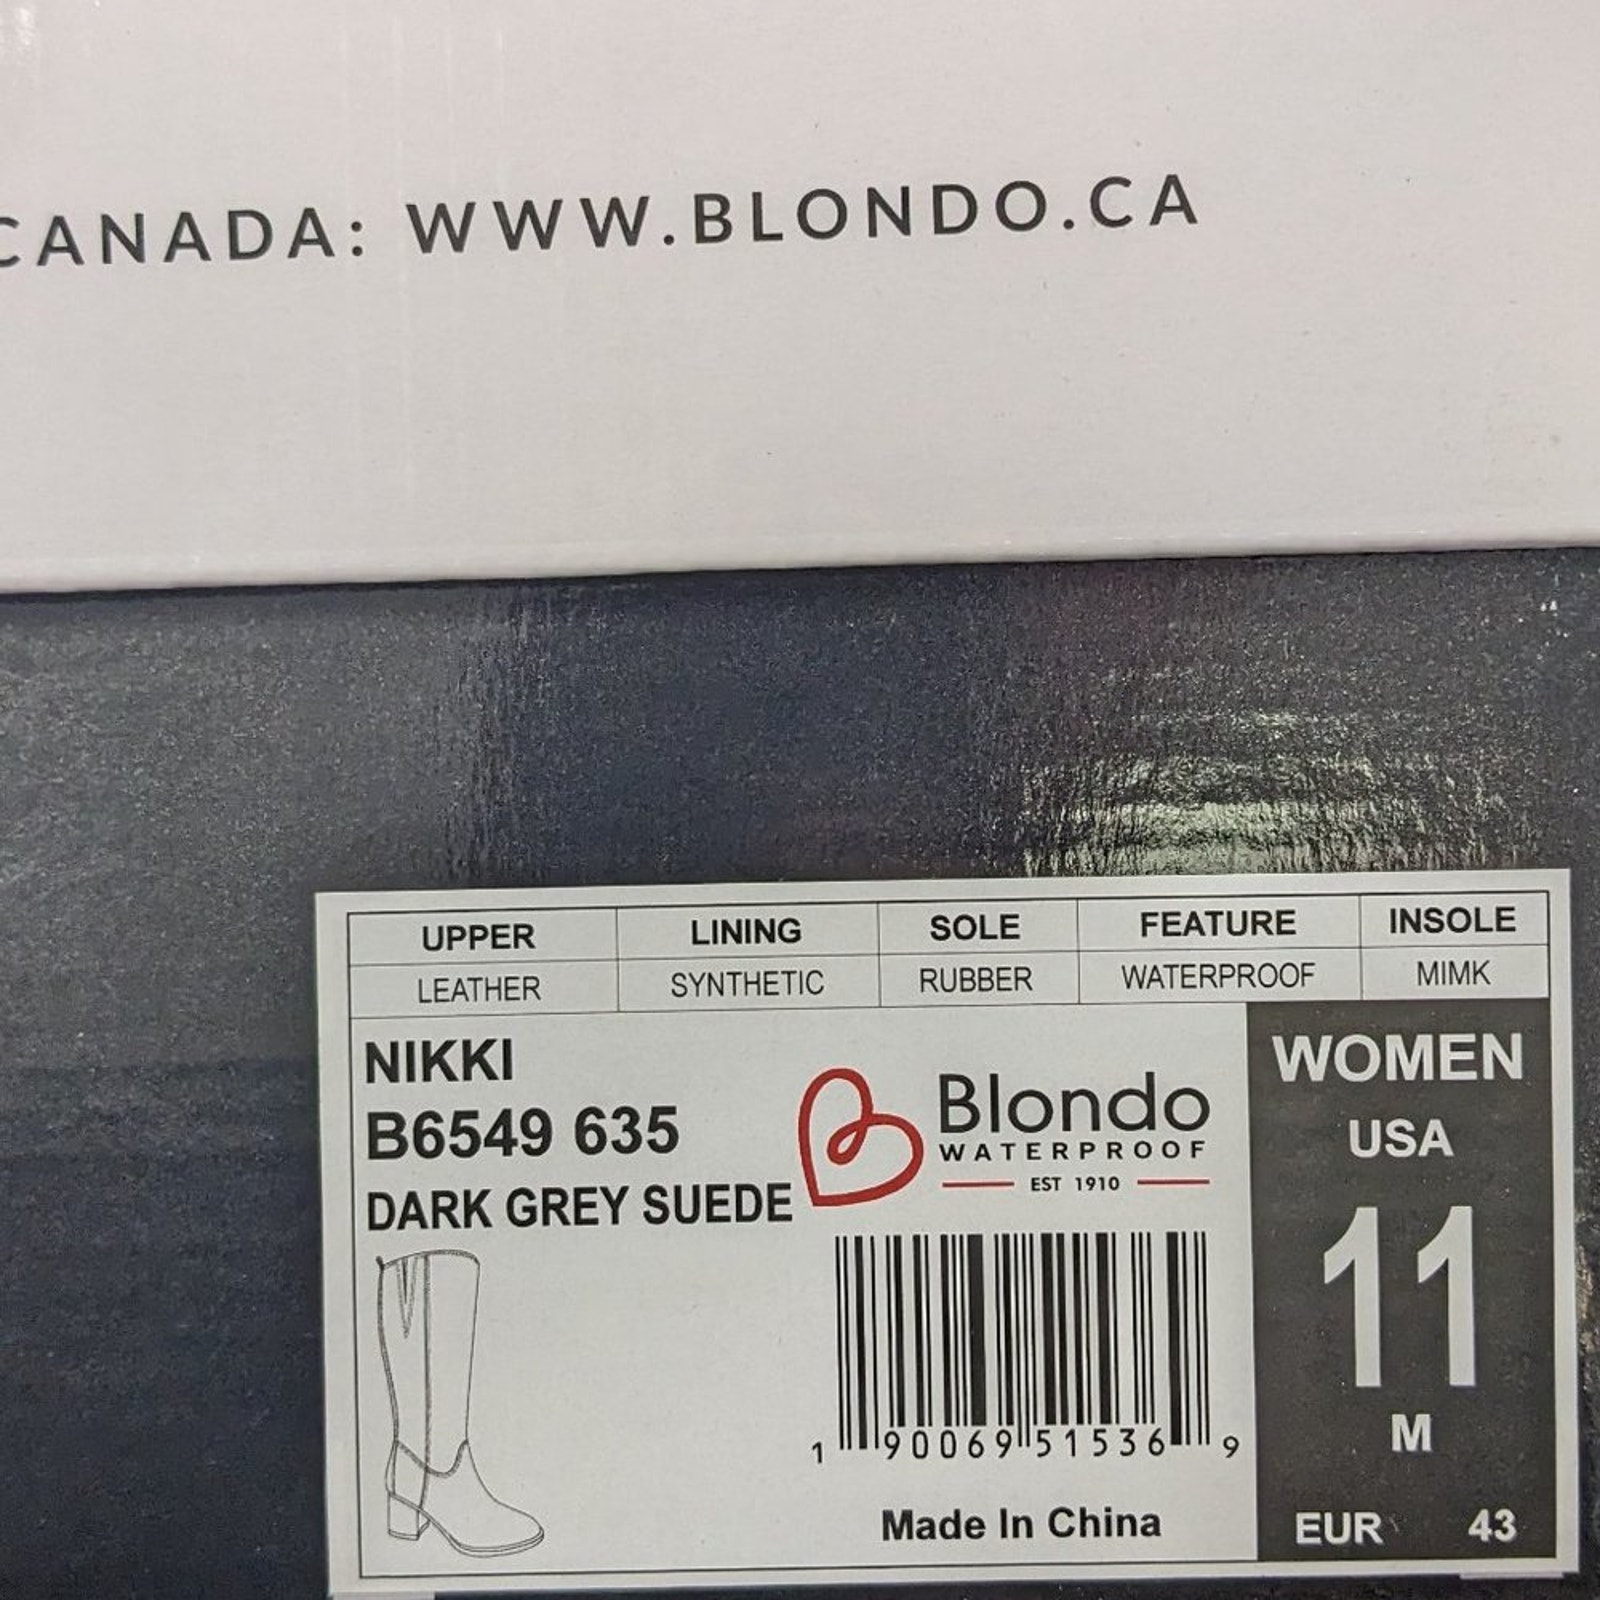 CANADA: WWW.BLONDO.CA
UPPER LINING SOLE FEATURE INSOLE
LEATHER SYNTHETIC RUBBER WATERPROOF MIMK
NIKKI
B6549 635
DARK GREY SUEDE
Blondo
WATERPROOF
EST 1910
1 90069 51536 9
Made In China
WOMEN
USA
11
M
EUR 43